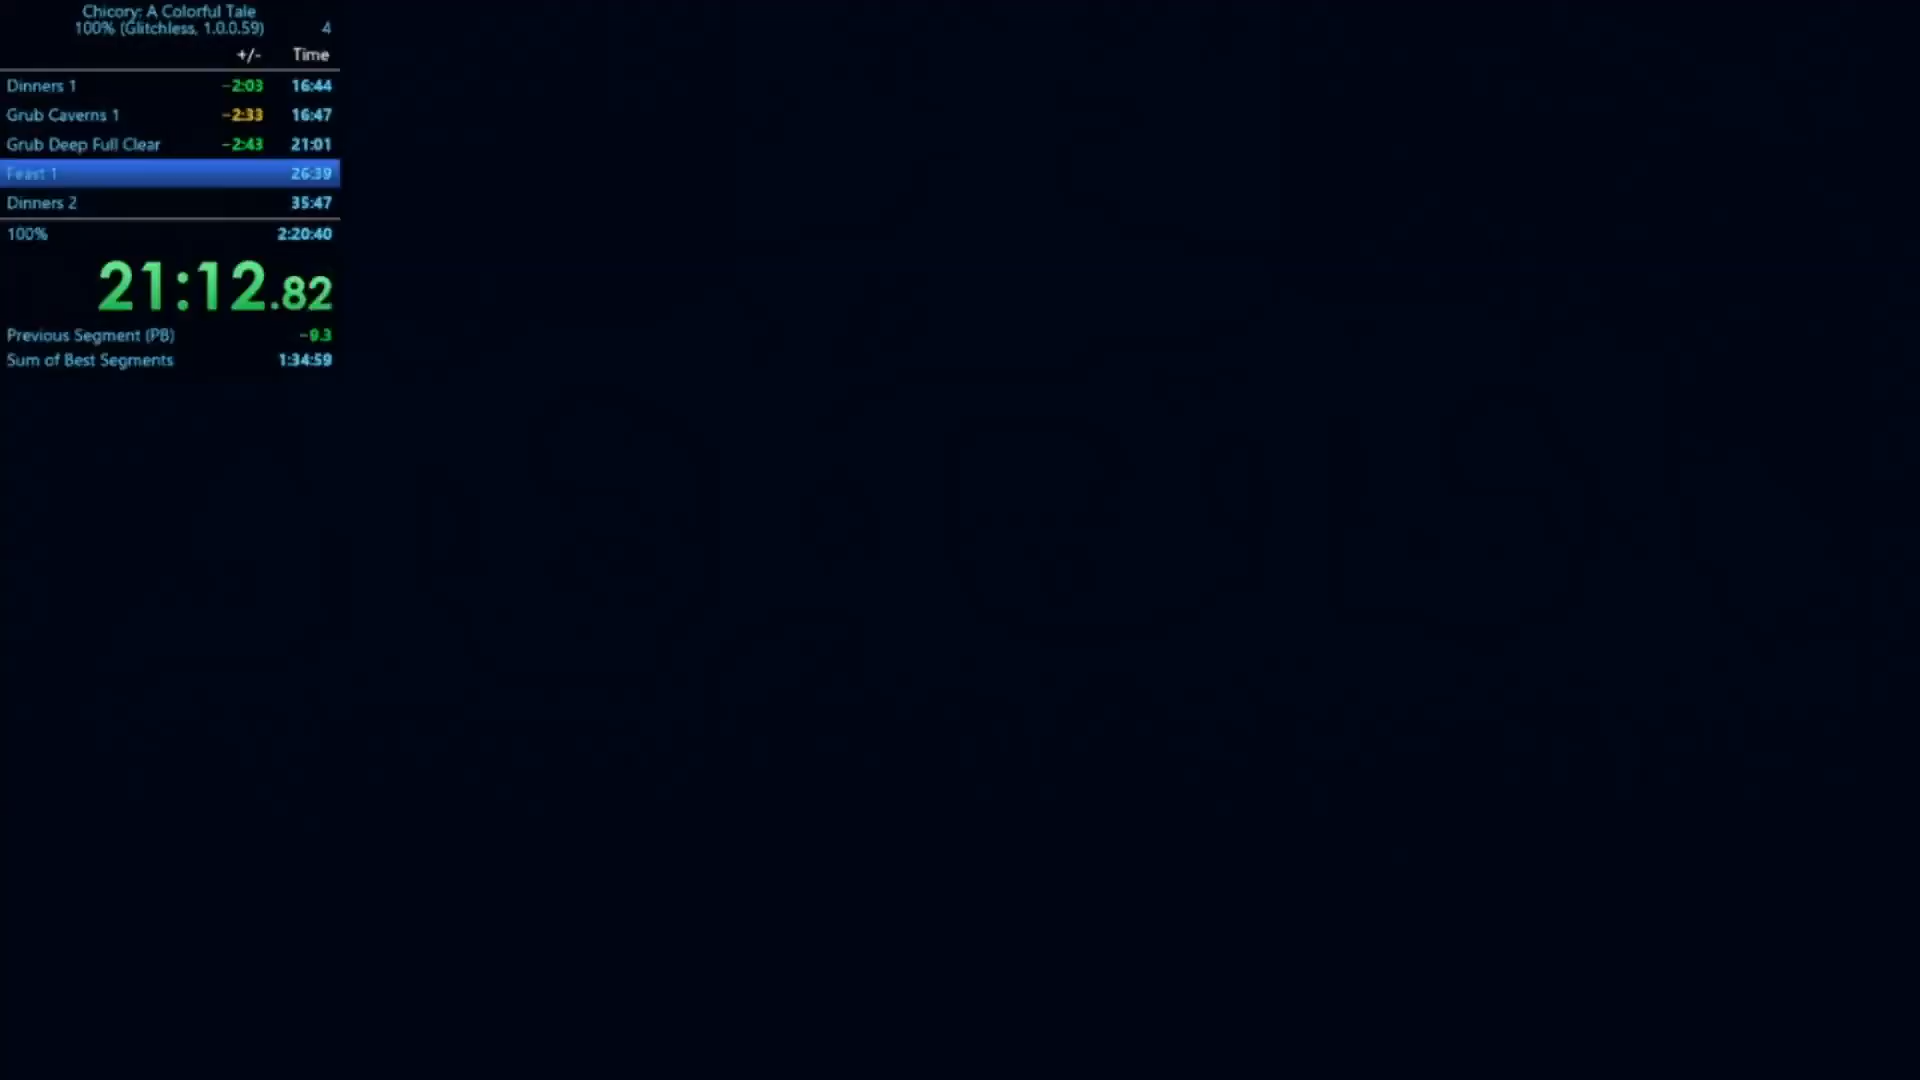 Chicory: A Colorful Tale
100% (Glitchless, 1.0.0.59) 4
+/- Time
Dinners 1 -2:03 16:44
Grub Caverns 1 -2:33 16:47
Grub Deep Full Clear -2:43 21:01
Feast 1 26:39
Dinners 2 35:47
100% 2:20:40
21:12.82
Previous Segment (PB) -9.3
Sum of Best Segments 1:34:59